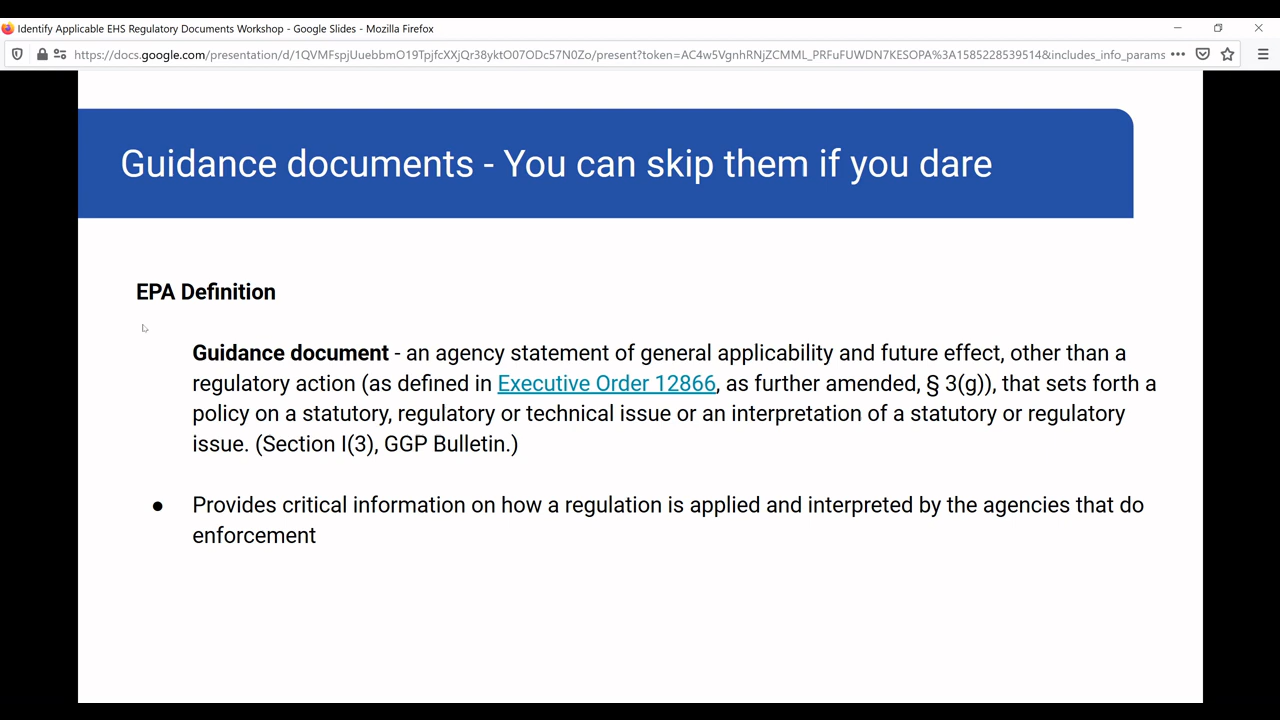 Identify Applicable EHS Regulatory Documents Workshop - Google Slides - Mozilla Firefox
https://docs.google.com/presentation/d/1QVMFspjUuebbmO19TpjfcXXjQr38yktO07ODc57N0Zo/present?token=AC4w5VgnhRNjZCMML_PRFuFUWDN7KESOPA%3A1585228539514&includes_info_params
Guidance documents - You can skip them if you dare
EPA Definition
Guidance document - an agency statement of general applicability and future effect, other than a
regulatory action (as defined in Executive Order 12866, as further amended, § 3(g)), that sets forth a
policy on a statutory, regulatory or technical issue or an interpretation of a statutory or regulatory
issue. (Section I(3), GGP Bulletin.)
● Provides critical information on how a regulation is applied and interpreted by the agencies that do
enforcement